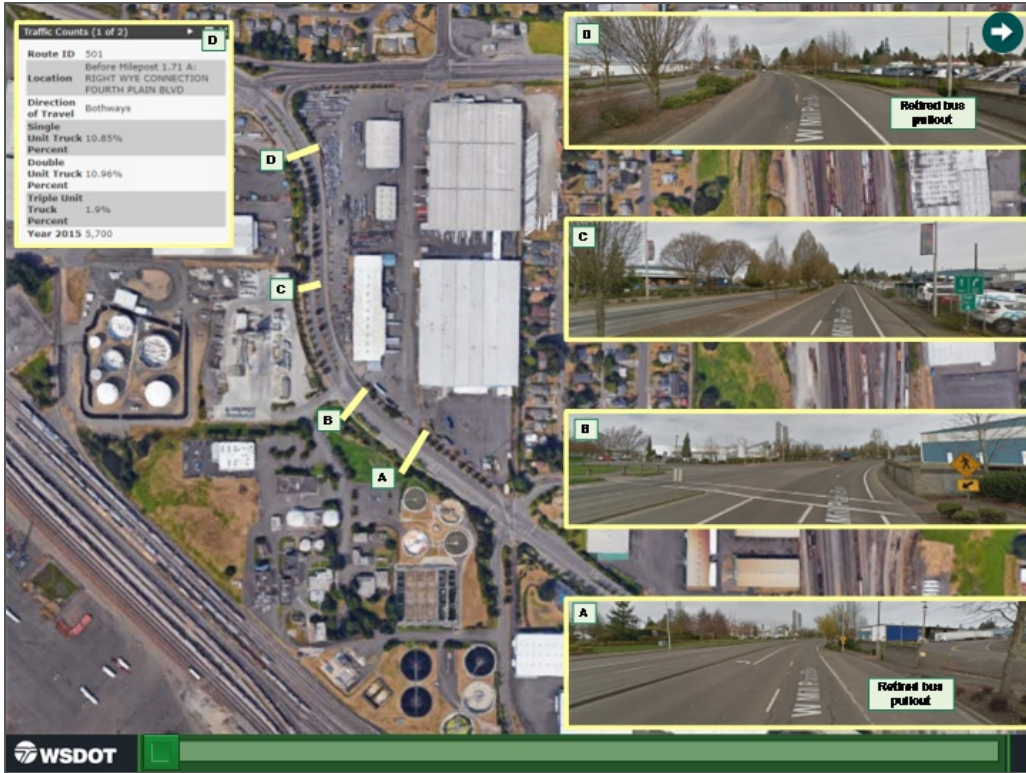 Traffic Counts (1 of 2)
D
Route ID 501
Location Before Milepost 1.71 A:
RIGHT WYE CONNECTION
FOURTH PLAIN BLVD
Direction
of Travel Bothways
Single
Unit Truck 10.85%
Percent
Double
Unit Truck 10.96%
Percent
Triple Unit
Truck 1.9%
Percent
Year 2015 5,700
D
C
B
A
D
Retired bus
pullout
C
B
A
Retired bus
pullout
WSDOT